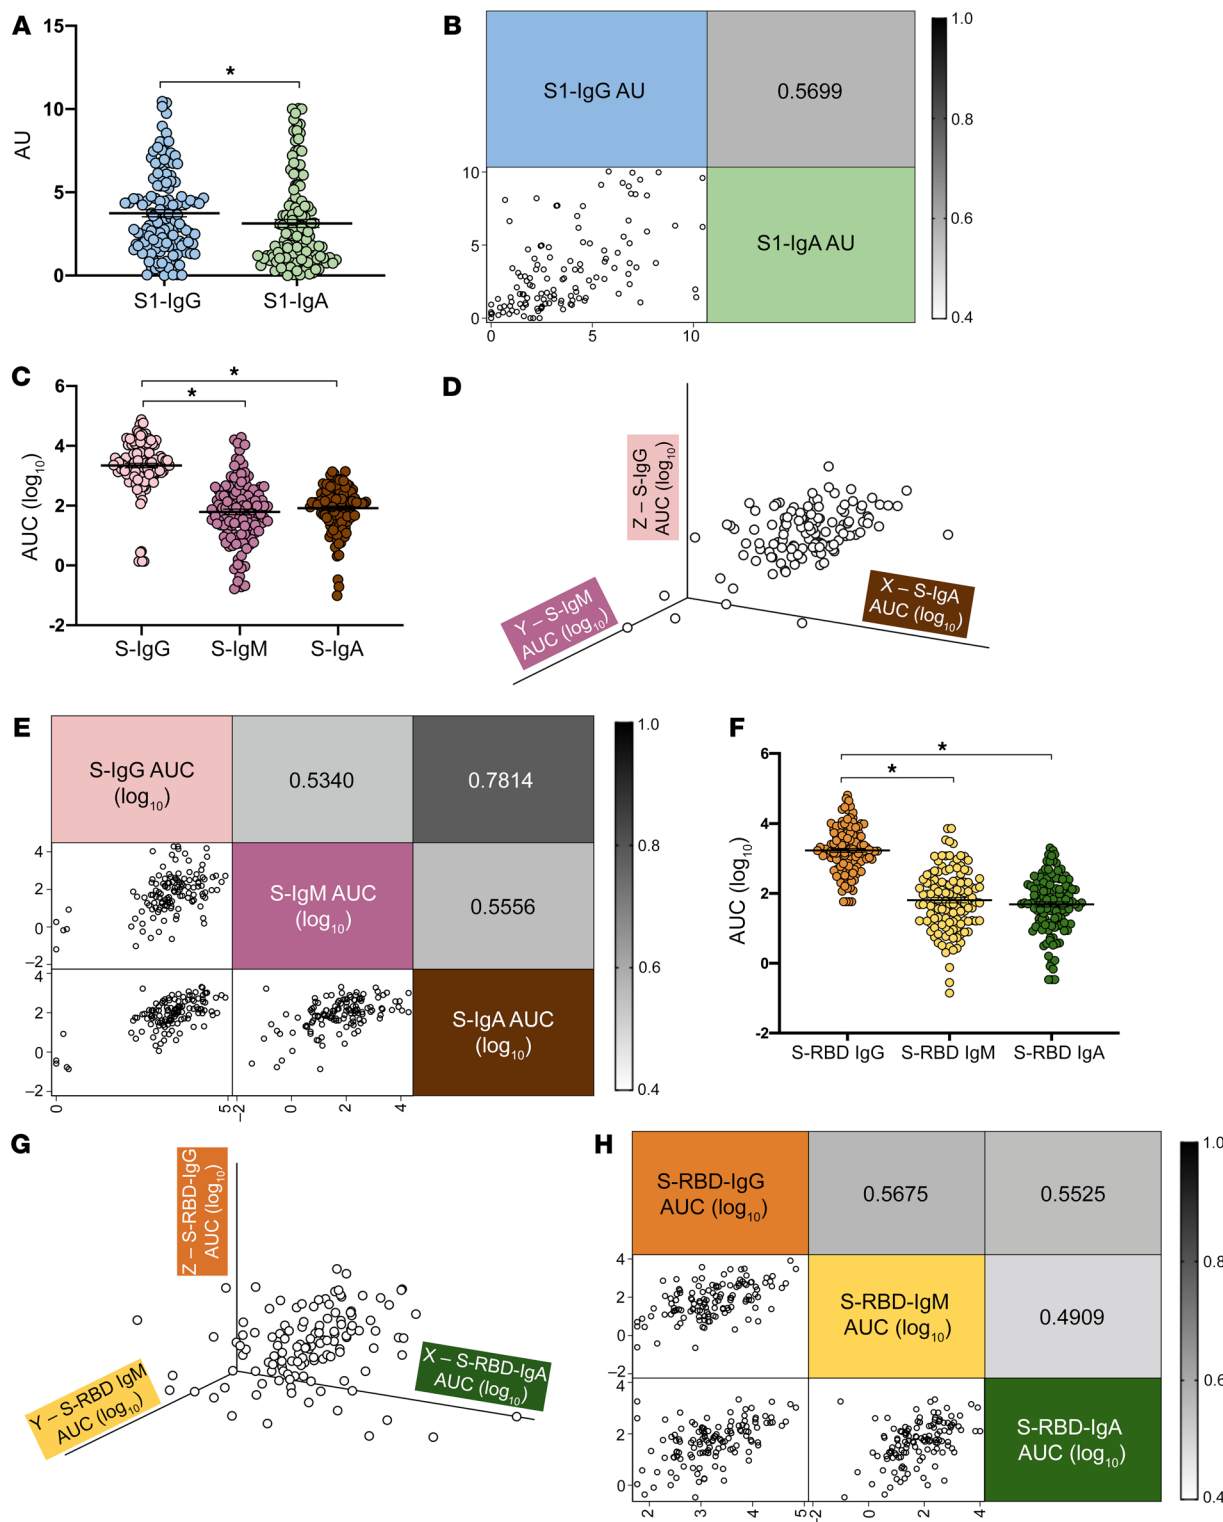 A
15
10
5
0
AU
*
S1-IgG
S1-IgA
B
S1-IgG AU
0.5699
S1-IgA AU
10
5
0
0
5
10
1.0
0.8
0.6
0.4
C
6
4
2
0
-2
AUC (log10)
*
*
S-IgG
S-IgM
S-IgA
D
Z – S-IgG
AUC (log10)
Y – S-IgM
AUC (log10)
X – S-IgA
AUC (log10)
E
S-IgG AUC
(log10)
0.5340
0.7814
S-IgM AUC
(log10)
0.5556
S-IgA AUC
(log10)
4
2
0
–2
4
2
0
–2
0
5
-2
0
2
4
1.0
0.8
0.6
0.4
F
6
4
2
0
-2
AUC (log10)
*
*
S-RBD IgG
S-RBD IgM
S-RBD IgA
G
Z – S-RBD-IgG
AUC (log10)
Y – S-RBD IgM
AUC (log10)
X – S-RBD-IgA
AUC (log10)
H
S-RBD-IgG
AUC (log10)
0.5675
0.5525
S-RBD-IgM
AUC (log10)
0.4909
S-RBD-IgA
AUC (log10)
4
2
0
–2
4
2
0
2
3
4
5
-2
0
2
4
1.0
0.8
0.6
0.4